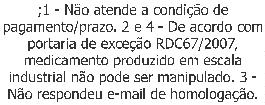 ;1 - Não atende a condição de
pagamento/prazo. 2 e 4 - De acordo com
portaria de exceção RDC67/2007,
medicamento produzido em escala
industrial não pode ser manipulado. 3 -
Não respondeu e-mail de homologação.